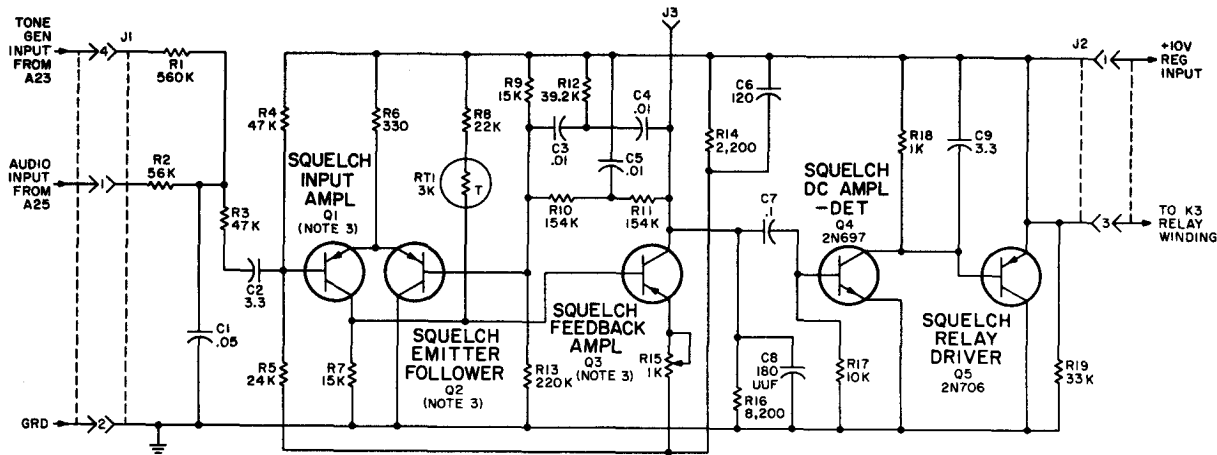 TONE
GEN
INPUT
FROM
A23
4
J1
R1
560K
AUDIO
INPUT
FROM
A25
1
R2
56K
R3
47K
C2
3.3
C1
.05
GRD
2
R4
47K
R5
24K
SQUELCH
INPUT
AMPL
Q1
(NOTE 3)
R6
330
R7
15K
R8
22K
RT1
3K
T
SQUELCH
EMITTER
FOLLOWER
Q2
(NOTE 3)
R9
15K
R12
39.2K
C3
.01
C4
.01
C5
.01
R10
154K
R11
154K
R13
220K
J3
SQUELCH
FEEDBACK
AMPL
Q3
(NOTE 3)
R15
1K
R14
2,200
C6
120
C7
.1
R16
8,200
C8
180
UUF
SQUELCH
DC AMPL
-DET
Q4
2N697
R17
10K
R18
1K
C9
3.3
SQUELCH
RELAY
DRIVER
Q5
2N706
R19
33K
J2
1
+10V
REG
INPUT
3
TO K3
RELAY
WINDING